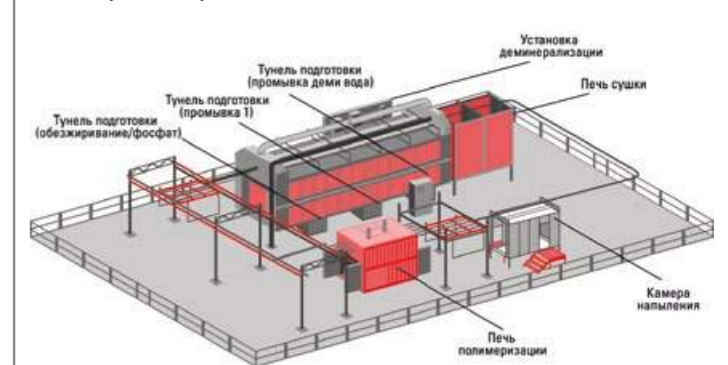 Установка
деминерализации
Тунель подготовки
(промывка деми вода)
Печь сушки
Тунель подготовки
(промывка 1)
Тунель подготовки
(обезжиривание/фосфат)
Камера
напыления
Печь
полимеризации